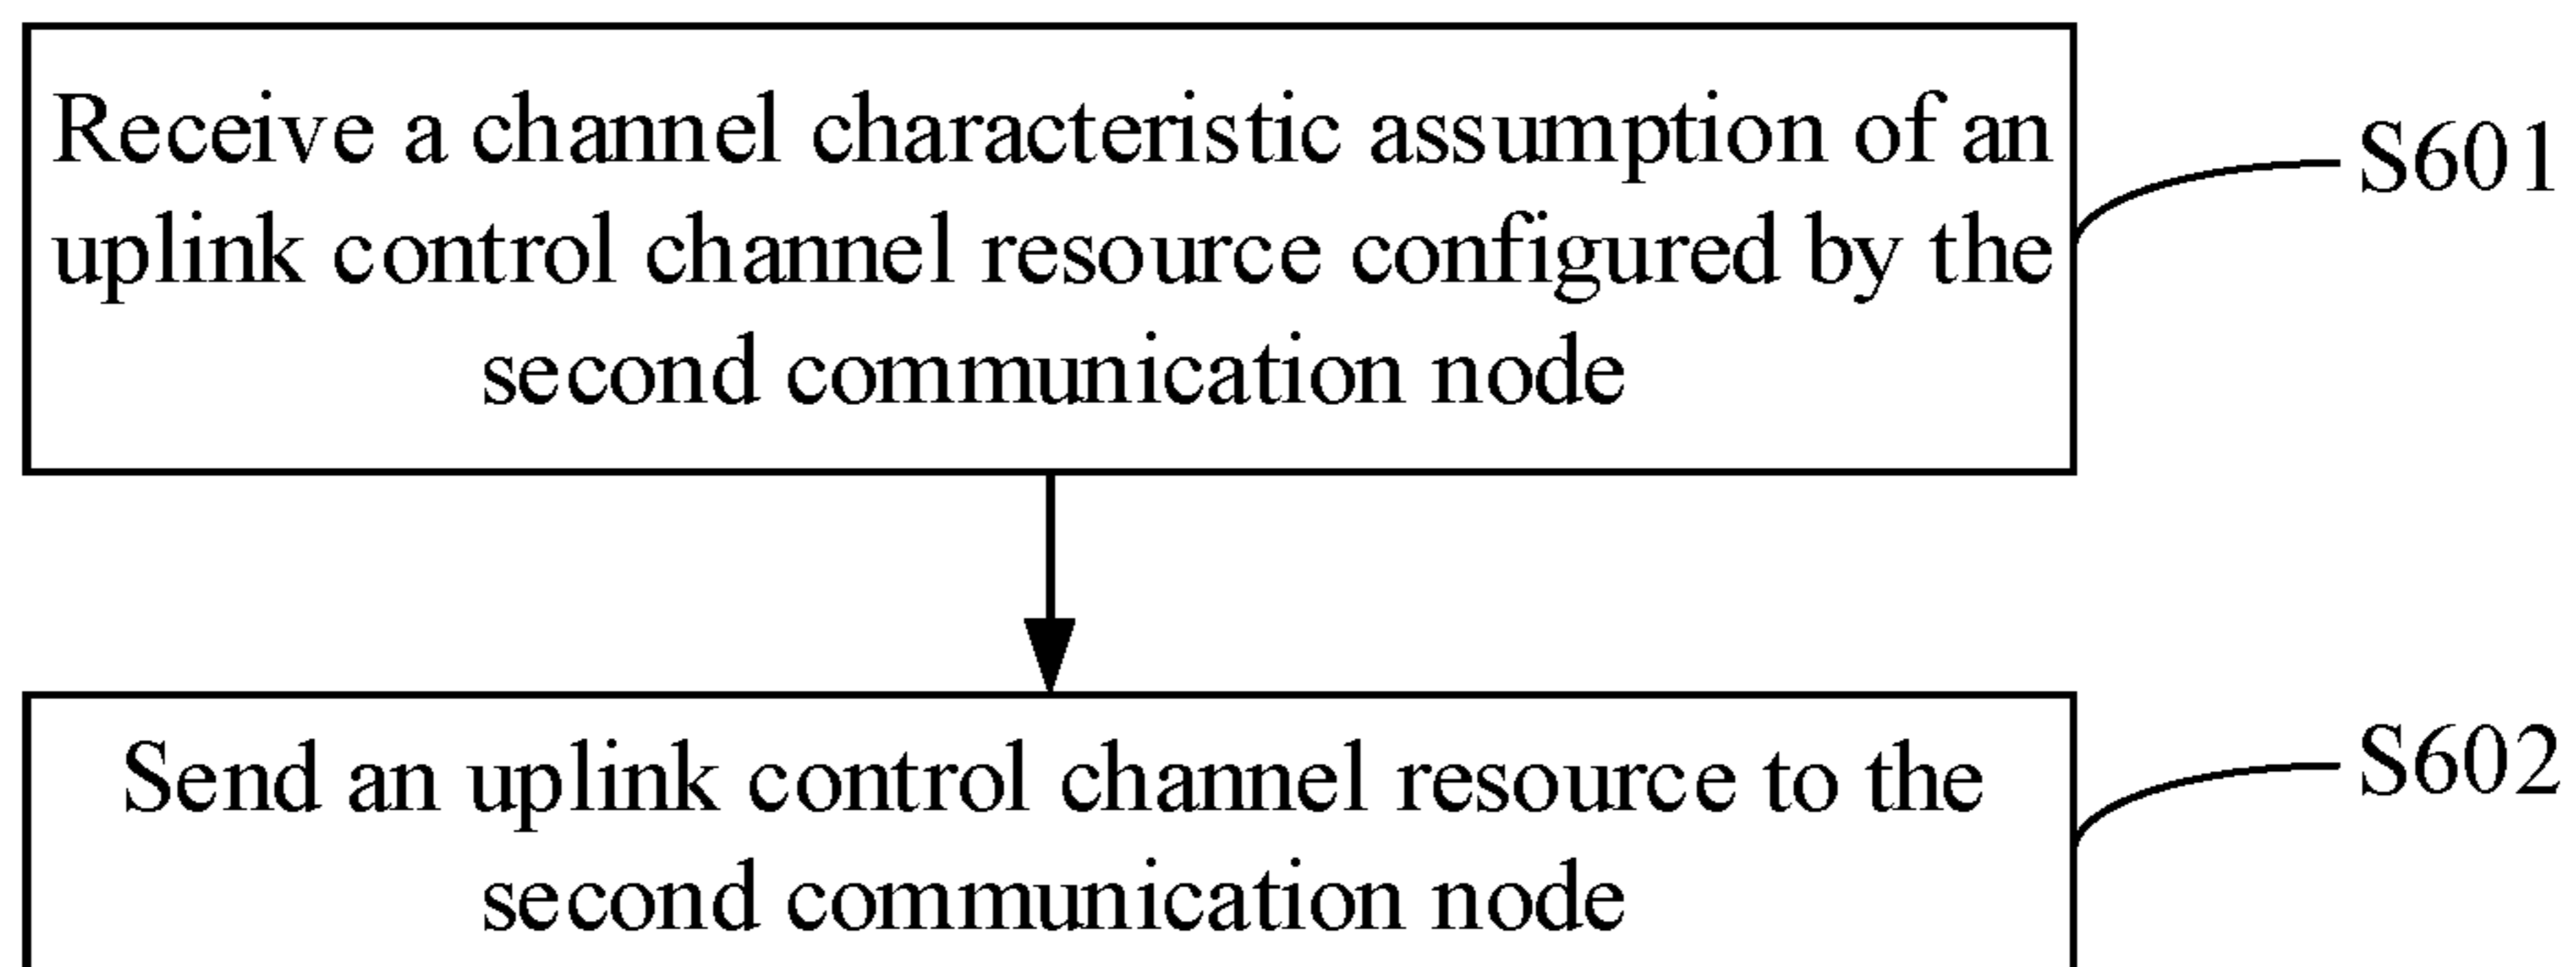 Receive a channel characteristic assumption of an
uplink control channel resource configured by the
second communication node
S601
Send an uplink control channel resource to the
second communication node
S602